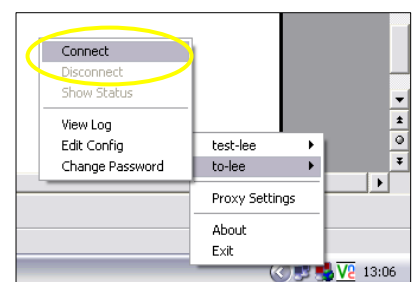 Connect
Disconnect
Show Status
View Log
Edit Config
Change Password
test-lee
to-lee
Proxy Settings
About
Exit
13:06